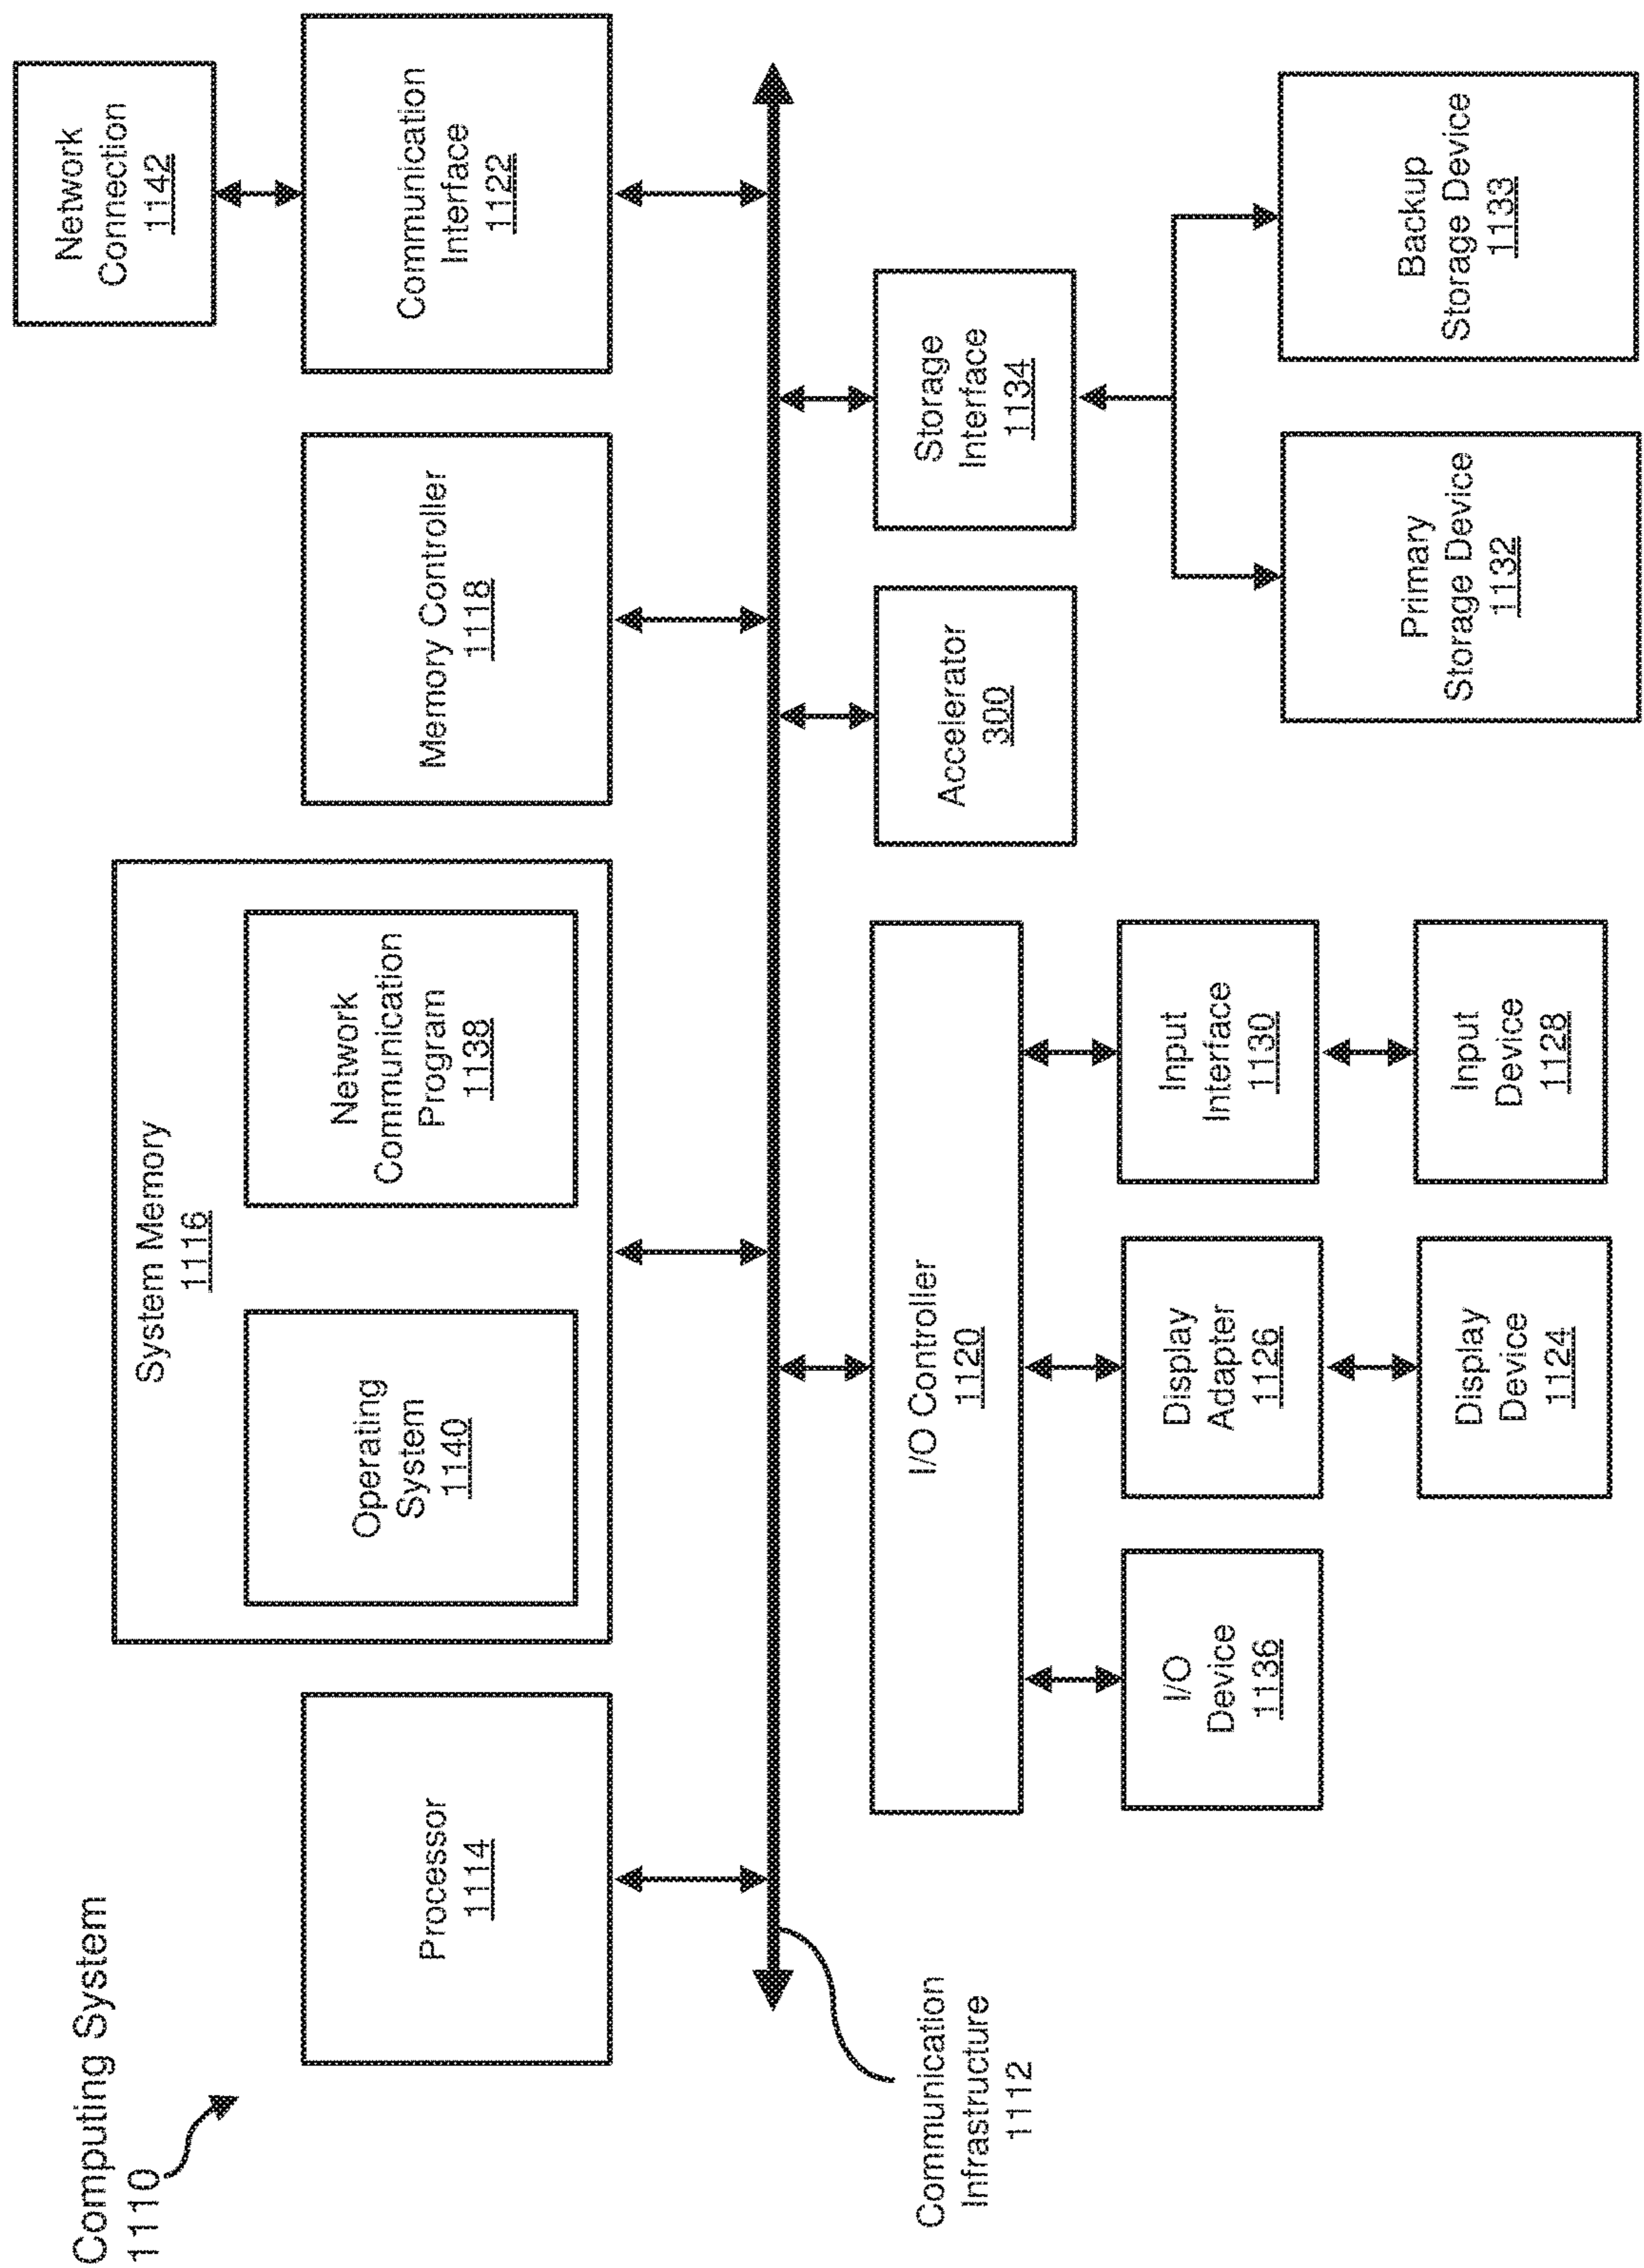 Computing System
1110
Processor
1114
System Memory
1116
Operating
System
1140
Network
Communication
Program
1138
Memory Controller
1118
Communication
Interface
1122
Network
Connection
1142
Communication
Infrastructure
1112
I/O Controller
1120
Accelerator
300
Storage
Interface
1134
I/O
Device
1136
Display
Adapter
1126
Input
Interface
1130
Display
Device
1124
Input
Device
1128
Primary
Storage Device
1132
Backup
Storage Device
1133